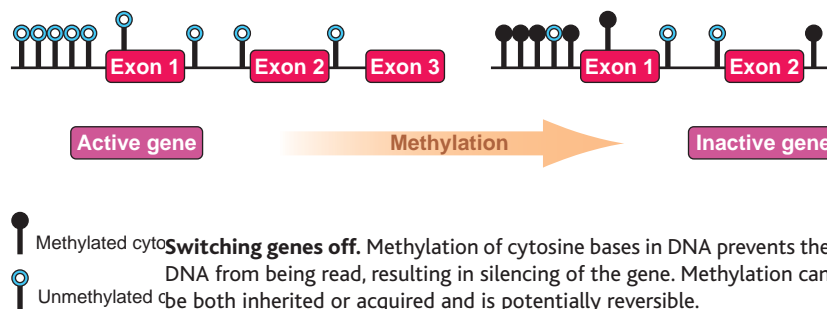 Exon 1 Exon 2 Exon 3 Exon 1 Exon 2
Active gene Methylation Inactive gene
Methylated cyto
Unmethylated c
Switching genes off. Methylation of cytosine bases in DNA prevents the
DNA from being read, resulting in silencing of the gene. Methylation can
be both inherited or acquired and is potentially reversible.